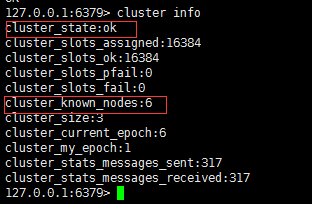 127.0.0.1:6379> cluster info
cluster_state:ok
cluster_slots_assigned:16384
cluster_slots_ok:16384
cluster_slots_pfail:0
cluster_slots_fail:0
cluster_known_nodes:6
cluster_size:3
cluster_current_epoch:6
cluster_my_epoch:1
cluster_stats_messages_sent:317
cluster_stats_messages_received:317
127.0.0.1:6379>